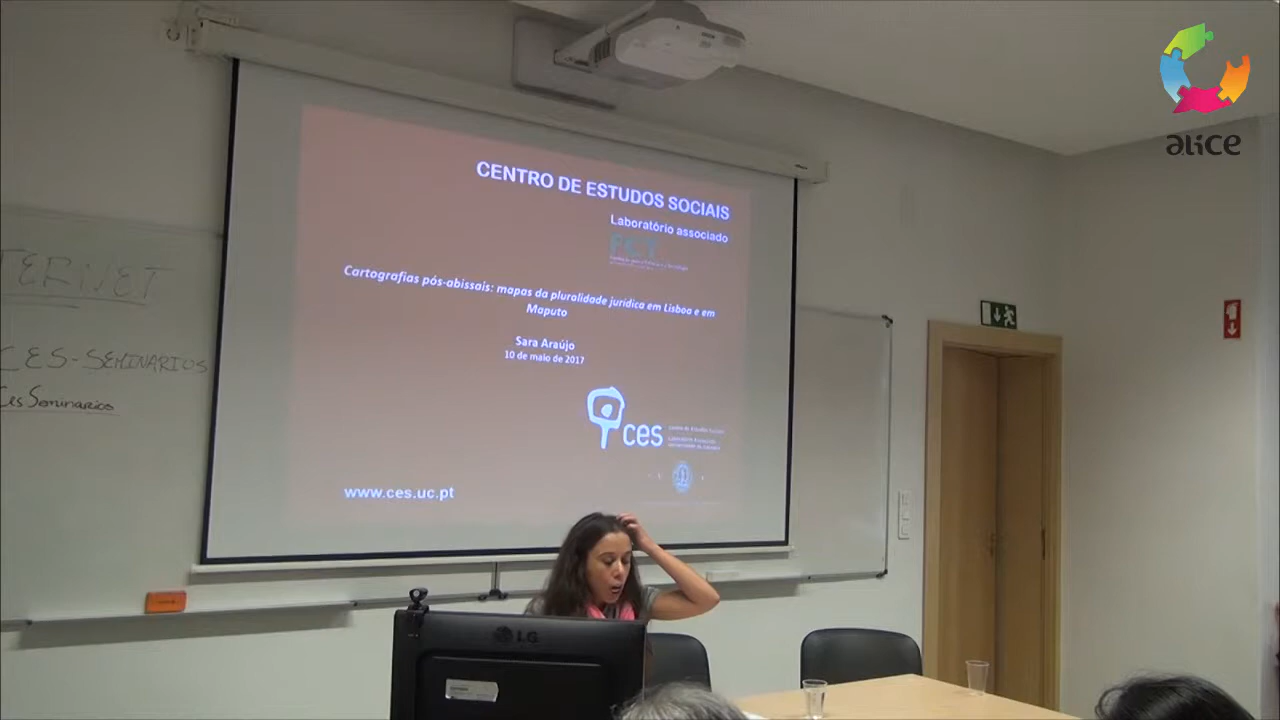 alice
CENTRO DE ESTUDOS SOCIAIS
Laboratório associado
FCT
Cartografias pós-abissais: mapas da pluralidade jurídica em Lisboa e em
Maputo
Sara Araújo
10 de maio de 2017
ces
www.ces.uc.pt
TERNET
CES-SEMINARIOS
Ces Seminarios
LG